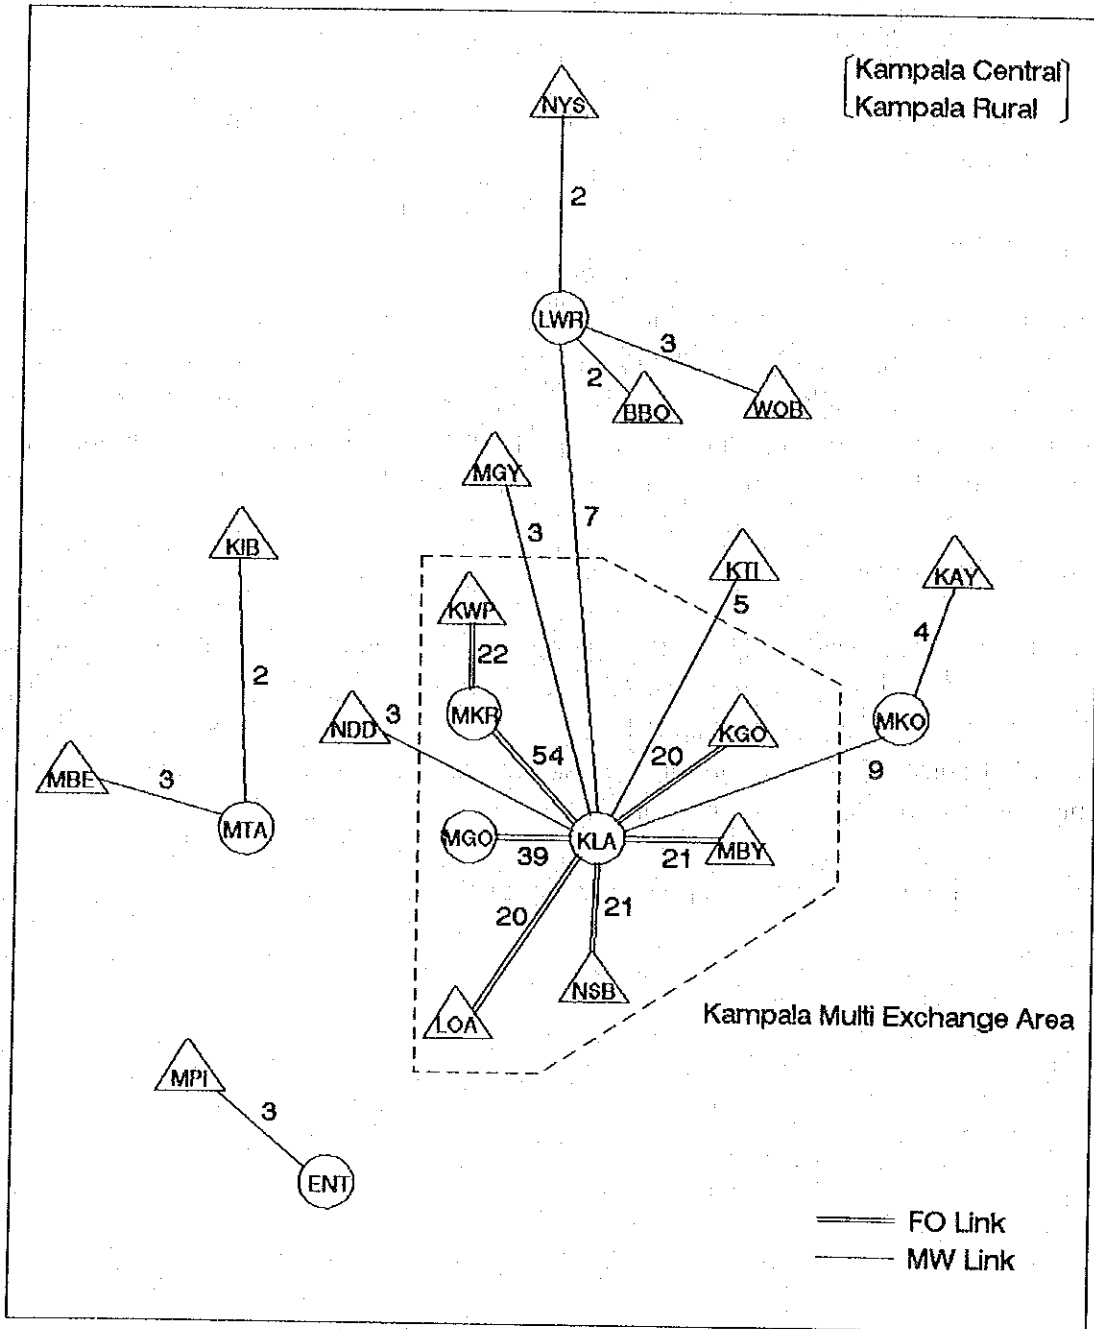 Kampala Central
Kampala Rural
NYS
2
LWR
3
2
BBO
WOB
MGY
7
3
KIB
KTI
KAY
KWP
5
4
22
2
NDD
3
MKR
KGO
MKO
54
20
9
MBE
3
MTA
MGO
KLA
MBY
39
21
20
21
NSB
LOA
Kampala Multi Exchange Area
MPI
3
ENT
FO Link
MW Link